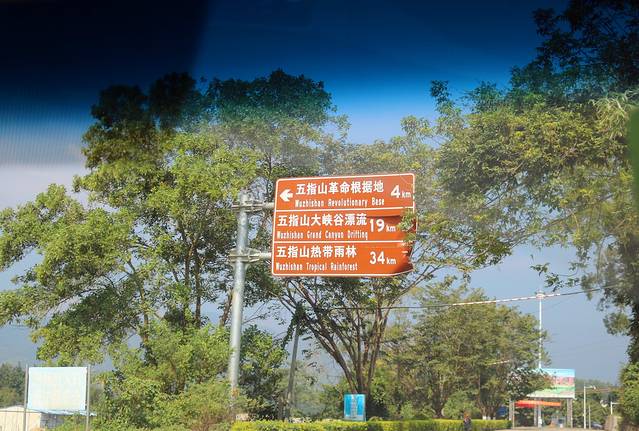 五指山革命根据地 4km
Wuzhishan Revolutionary Base
五指山大峡谷漂流 19km
Wuzhishan Grand Canyon Drifting
五指山热带雨林 34km
Wuzhishan Tropical Rainforest